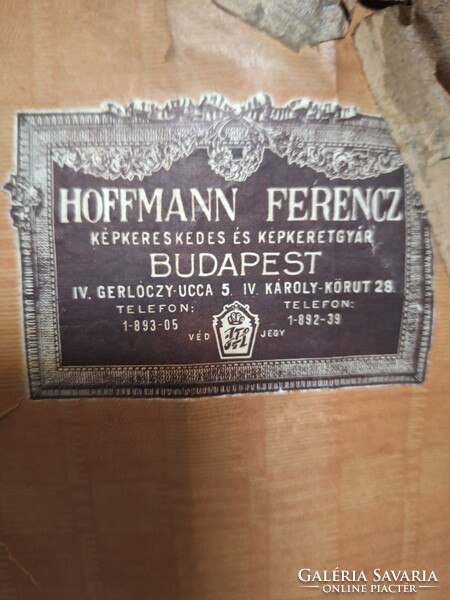 HOFFMANN FERENCZ
KÉPKERESKEDES ÉS KÉPKERETGYÁR
BUDAPEST
IV. GERLÓCZY-UCCA 5. IV. KÁROLY-KÖRUT 28.
TELEFON: TELEFON:
1-893-05 1-892-39
VÉD JEGY
GALÉRIA SAVARIA
ONLINE PIACTÉR